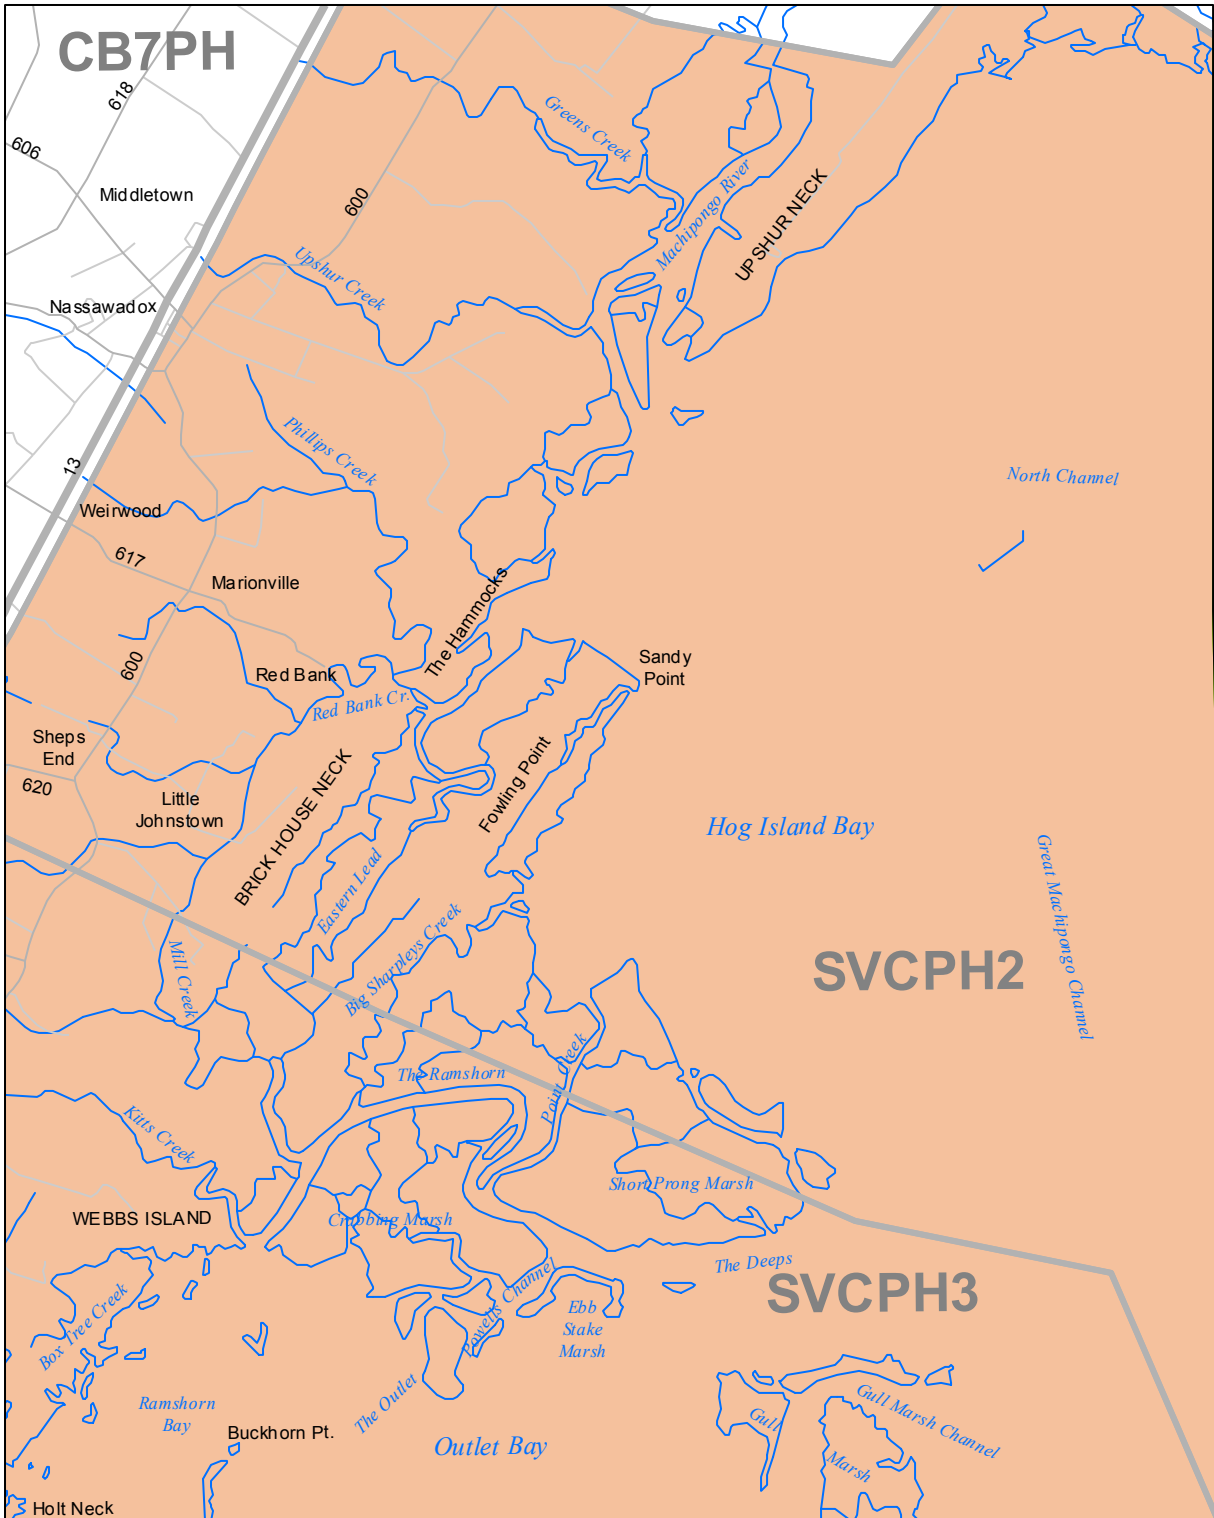 CB7PH
618
606
Greens Creek
Middletown
600
Machipongo River
UPSHUR NECK
Upshur Creek
Nassawadox
Phillips Creek
13
North Channel
Weirwood
617
Marionville
The Hammocks
600
Red Bank
Sandy
Point
Red Bank Cr.
Sheps
End
620
Little
Johnstown
BRICK HOUSE NECK
Fowling Point
Hog Island Bay
Great Machipongo Channel
Eastern Lead
Big Sharpleys Creek
Mill Creek
SVCPH2
The Ramshorn
Point Creek
Kitts Creek
Short Prong Marsh
WEBBS ISLAND
Crabbing Marsh
The Deeps
SVCPH3
Box Tree Creek
Powells Channel
Ebb
Stake
Marsh
Ramshorn
Bay
The Outlet
Gull Marsh Channel
Gull
Marsh
Buckhorn Pt.
Outlet Bay
Holt Neck